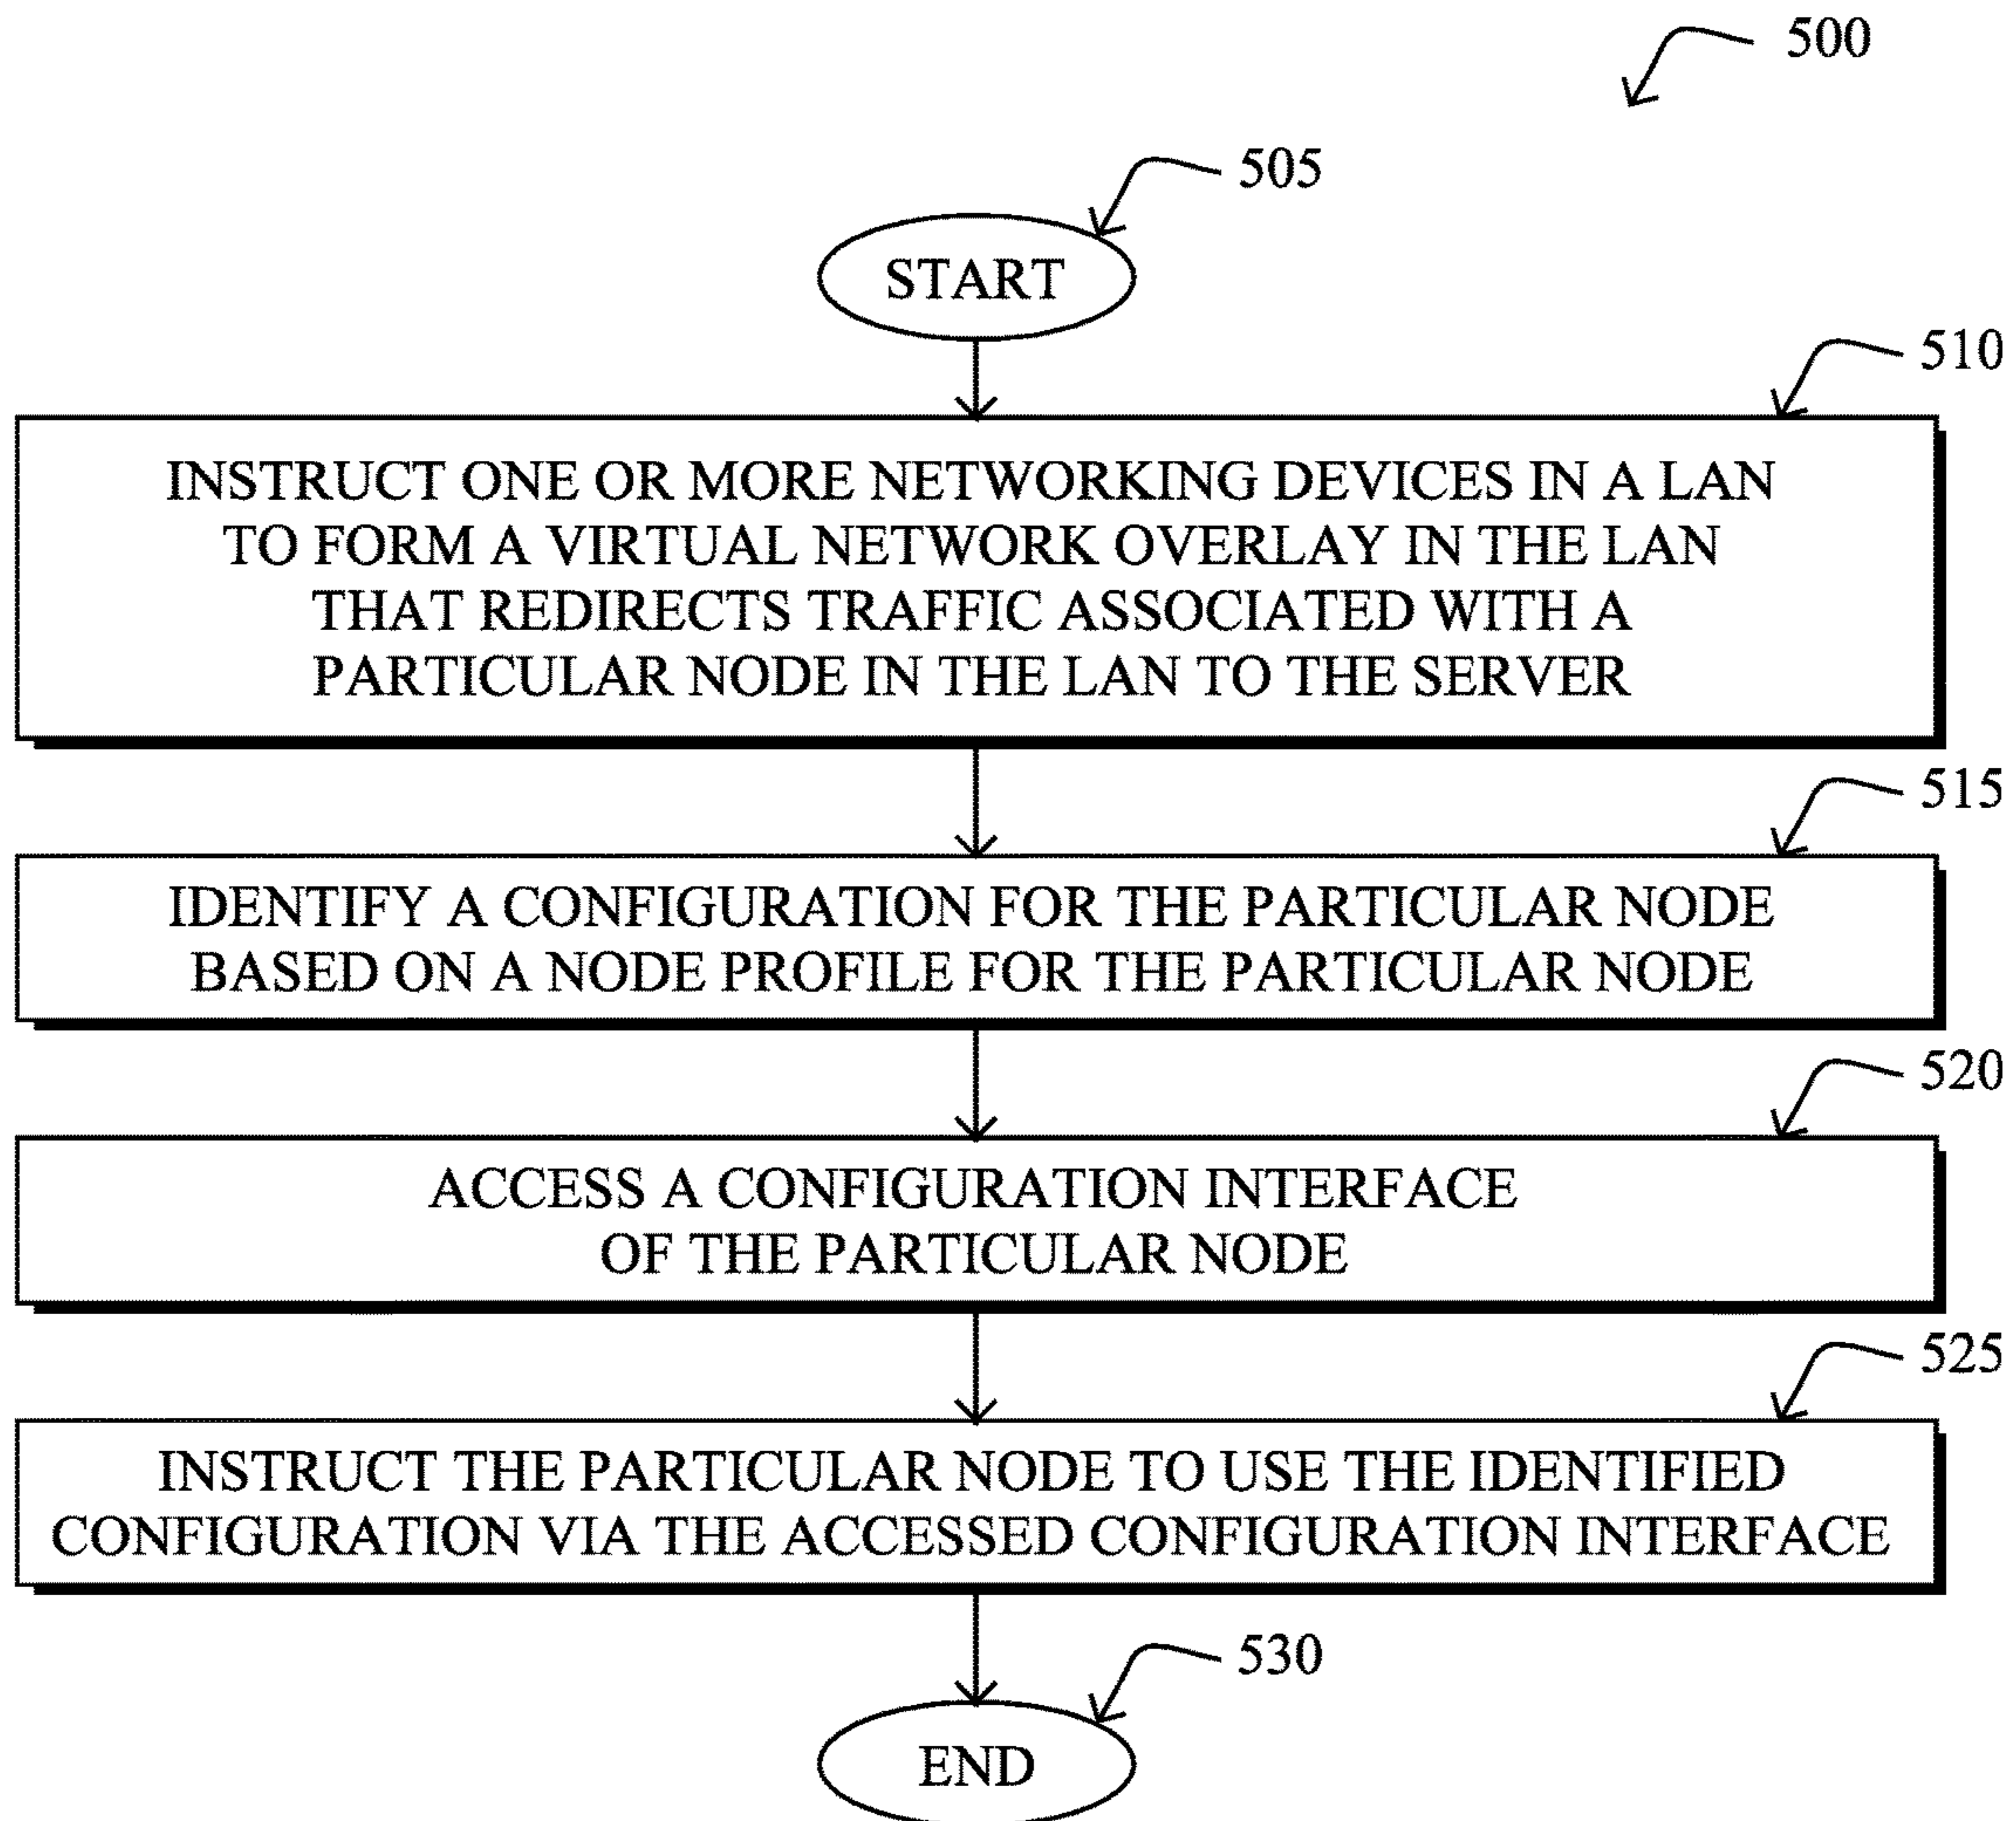 500
505
START
510
INSTRUCT ONE OR MORE NETWORKING DEVICES IN A LAN
TO FORM A VIRTUAL NETWORK OVERLAY IN THE LAN
THAT REDIRECTS TRAFFIC ASSOCIATED WITH A
PARTICULAR NODE IN THE LAN TO THE SERVER
515
IDENTIFY A CONFIGURATION FOR THE PARTICULAR NODE
BASED ON A NODE PROFILE FOR THE PARTICULAR NODE
520
ACCESS A CONFIGURATION INTERFACE
OF THE PARTICULAR NODE
525
INSTRUCT THE PARTICULAR NODE TO USE THE IDENTIFIED
CONFIGURATION VIA THE ACCESSED CONFIGURATION INTERFACE
530
END